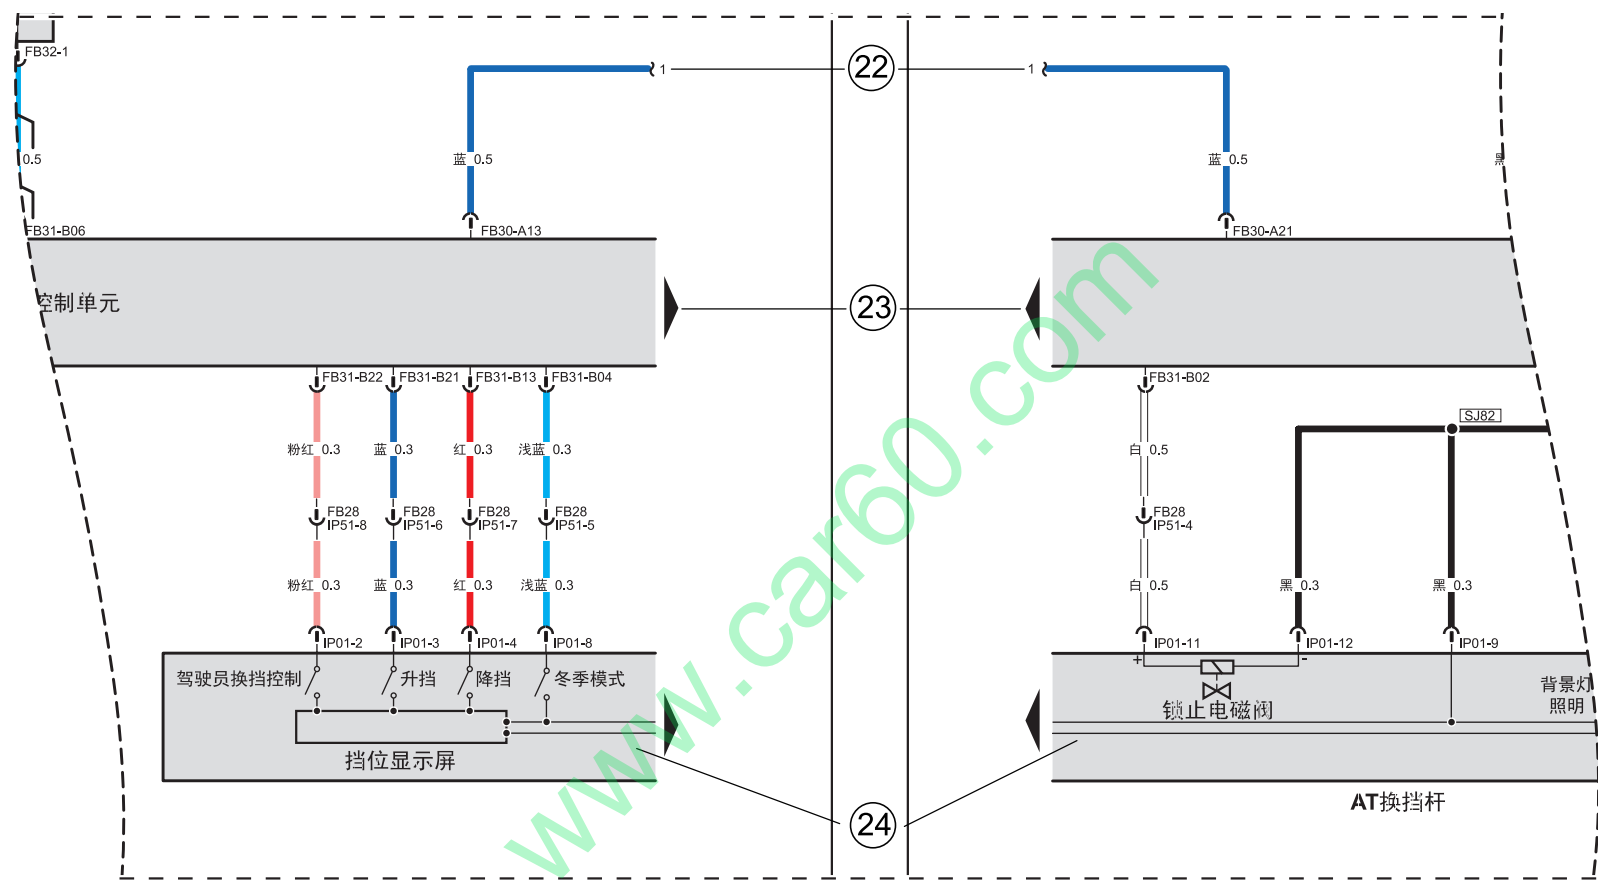 FB32-1
1
22
1
0.5
蓝 0.5
蓝 0.5
黑
FB31-B06
FB30-A13
FB30-A21
控制单元
23
FB31-B22
FB31-B21
FB31-B13
FB31-B04
FB31-B02
SJ82
粉红 0.3
蓝 0.3
红 0.3
浅蓝 0.3
白 0.5
FB28
IP51-8
FB28
IP51-6
FB28
IP51-7
FB28
IP51-5
FB28
IP51-4
粉红 0.3
蓝 0.3
红 0.3
浅蓝 0.3
白 0.5
黑 0.3
黑 0.3
IP01-2
IP01-3
IP01-4
IP01-8
IP01-11
IP01-12
IP01-9
+
-
驾驶员换挡控制
升挡
降挡
冬季模式
锁止电磁阀
背景灯
照明
挡位显示屏
AT换挡杆
24
www.car60.com